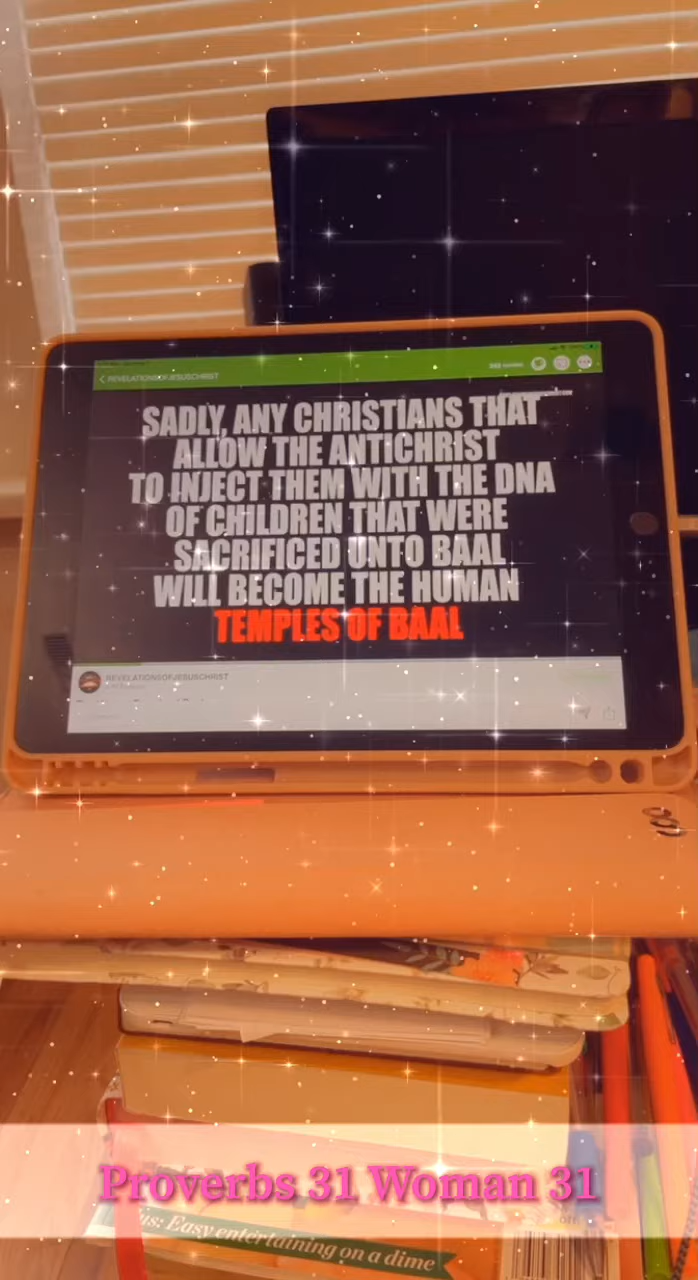 REVELATIONSOFJESUSCHRIST
SADLY, ANY CHRISTIANS THAT
ALLOW THE ANTICHRIST
TO INJECT THEM WITH THE DNA
OF CHILDREN THAT WERE
SACRIFICED UNTO BAAL
WILL BECOME THE HUMAN
TEMPLES OF BAAL
REVELATIONSOFJESUSCHRIST
Proverbs 31 Woman 31
Easy entertaining on a dime